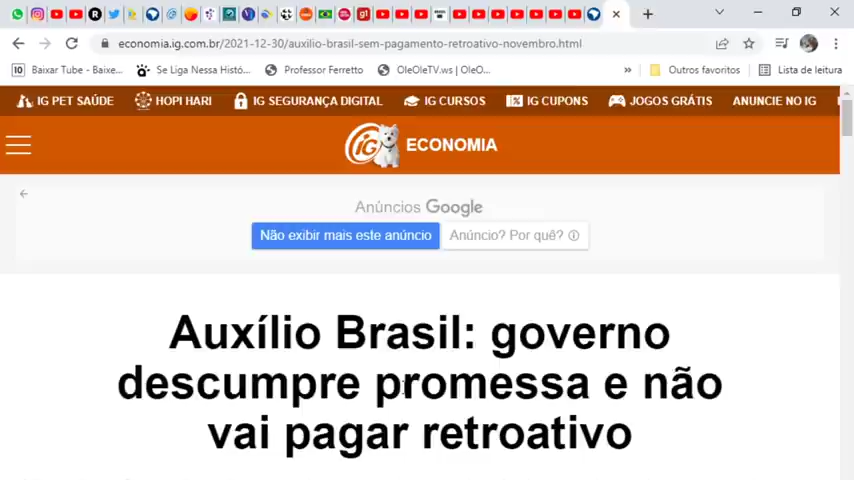 economia.ig.com.br/2021-12-30/auxilio-brasil-sem-pagamento-retroativo-novembro.html
Baixar Tube - Baixe... Se Liga Nessa Histó... Professor Ferretto OleOleTV.ws | OleO... » Outros favoritos Lista de leitura
IG PET SAÚDE HOPI HARI IG SEGURANÇA DIGITAL IG CURSOS IG CUPONS JOGOS GRÁTIS ANUNCIE NO IG
iG ECONOMIA
Anúncios Google
Não exibir mais este anúncio Anúncio? Por quê?
Auxílio Brasil: governo
descumpre promessa e não
vai pagar retroativo